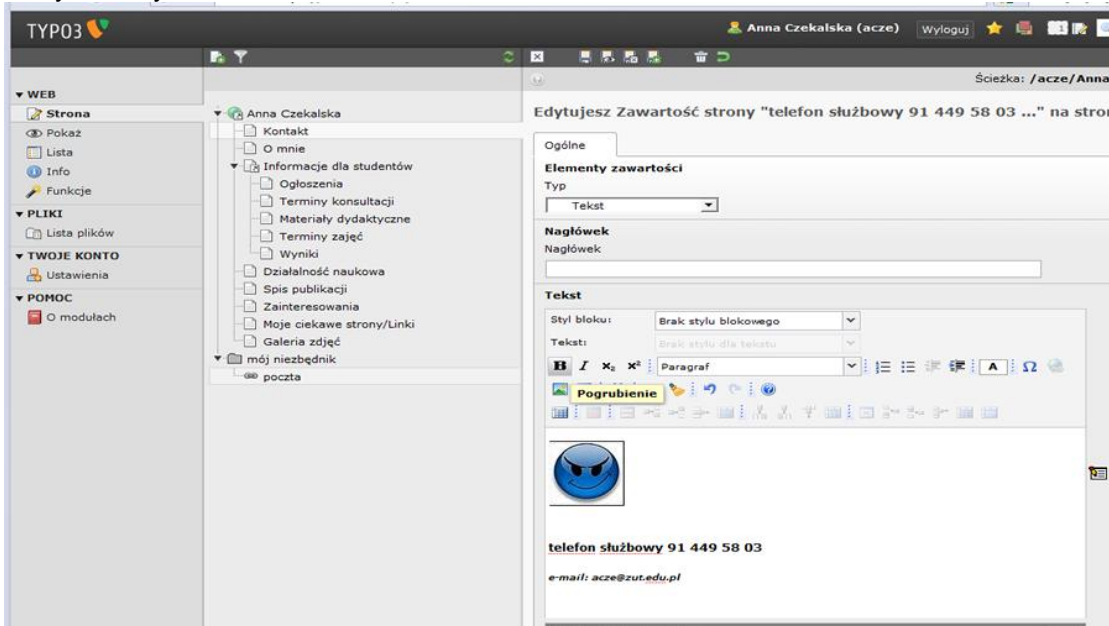 TYPO3
Anna Czekalska (acze) Wyloguj 1
Ścieżka: /acze/Anna
WEB
Strona
Pokaż
Lista
Info
Funkcje
PLIKI
Lista plików
TWOJE KONTO
Ustawienia
POMOC
O modułach
Anna Czekalska
Kontakt
O mnie
Informacje dla studentów
Ogłoszenia
Terminy konsultacji
Materiały dydaktyczne
Terminy zajęć
Wyniki
Działalność naukowa
Spis publikacji
Zainteresowania
Moje ciekawe strony/Linki
Galeria zdjęć
mój niezbędnik
poczta
Edytujesz Zawartość strony "telefon służbowy 91 449 58 03 ..." na stron
Ogólne
Elementy zawartości
Typ
Tekst
Nagłówek
Nagłówek
Tekst
Styl bloku: Brak stylu blokowego
Tekst: Brak stylu dla tekstu
B I x₂ x² Paragraf A Ω
Pogrubienie
telefon służbowy 91 449 58 03
e-mail: acze@zut.edu.pl